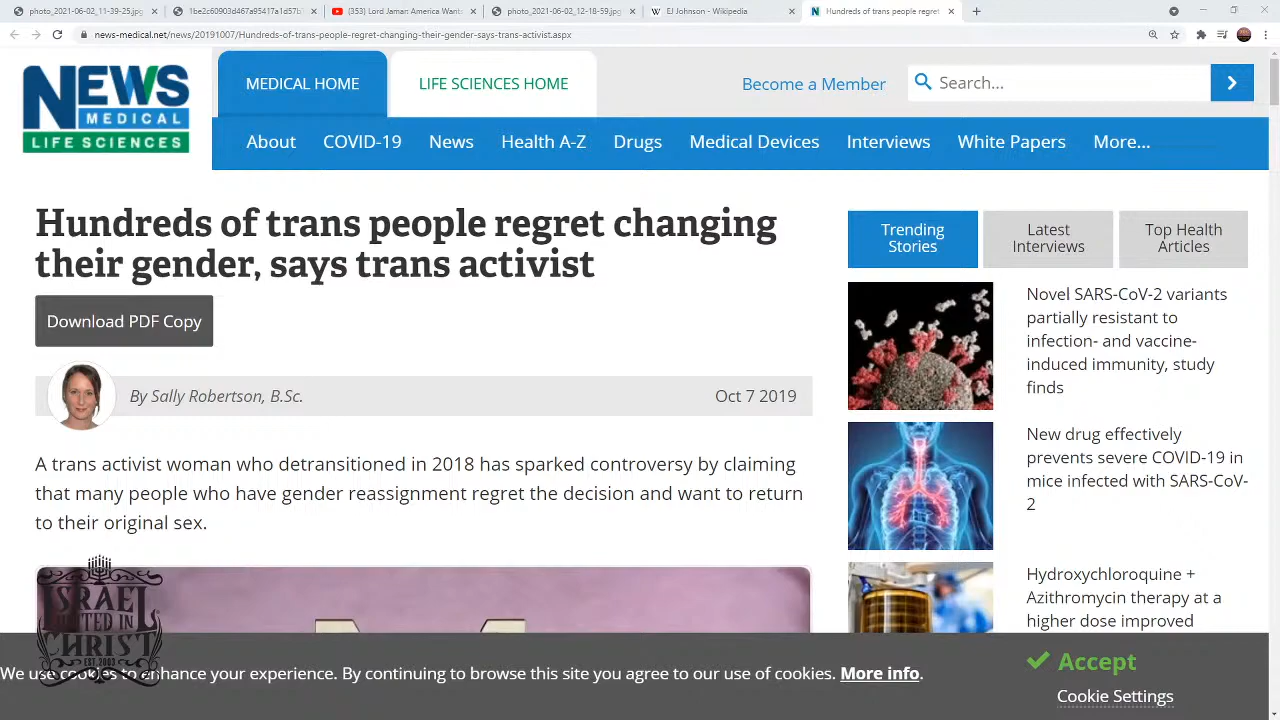 photo_2021-06-02_11-39-25.jpg
1be2c60903d467a95417a1d57b
(353) Lord Jamar: America Wants
photo_2021-06-02_12-18-59.jpg
EJ Johnson - Wikipedia
Hundreds of trans people regret
news-medical.net/news/20191007/Hundreds-of-trans-people-regret-changing-their-gender-says-trans-activist.aspx
NEWS
MEDICAL
LIFE SCIENCES
MEDICAL HOME
LIFE SCIENCES HOME
Become a Member
Search...
About
COVID-19
News
Health A-Z
Drugs
Medical Devices
Interviews
White Papers
More...
Hundreds of trans people regret changing
their gender, says trans activist
Download PDF Copy
By Sally Robertson, B.Sc.
Oct 7 2019
A trans activist woman who detransitioned in 2018 has sparked controversy by claiming
that many people who have gender reassignment regret the decision and want to return
to their original sex.
Trending
Stories
Latest
Interviews
Top Health
Articles
Novel SARS-CoV-2 variants
partially resistant to
infection- and vaccine-
induced immunity, study
finds
New drug effectively
prevents severe COVID-19 in
mice infected with SARS-CoV-
2
Hydroxychloroquine +
Azithromycin therapy at a
higher dose improved
ISRAEL
UNITED IN
CHRIST
EST. 2003
We use cookies to enhance your experience. By continuing to browse this site you agree to our use of cookies. More info.
Accept
Cookie Settings